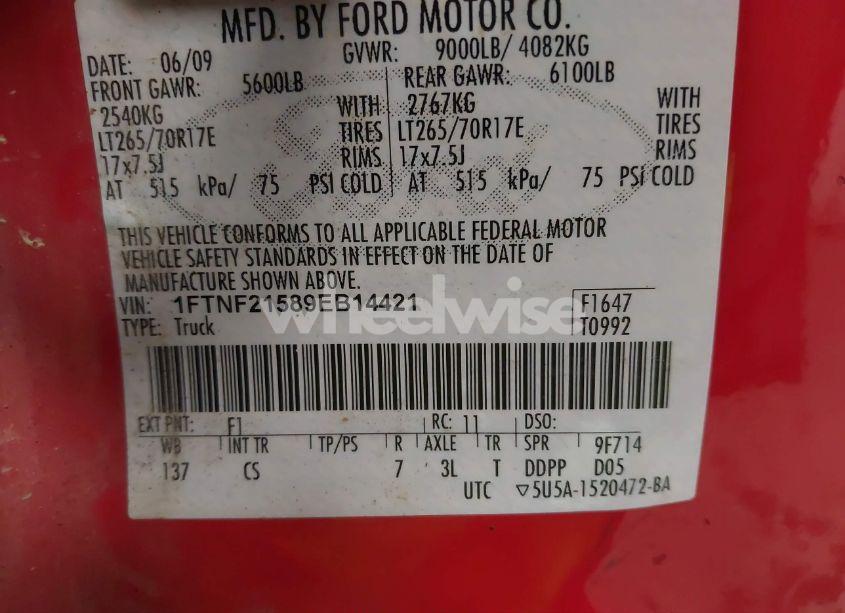 MFD. BY FORD MOTOR CO.
DATE: 06/09 GVWR: 9000LB/ 4082KG
FRONT GAWR: 5600LB REAR GAWR: 6100LB
2540KG WITH 2767KG WITH
LT265/70R17E TIRES LT265/70R17E TIRES
17x7.5J RIMS 17x7.5J RIMS
AT 515 kPa/ 75 PSI COLD AT 515 kPa/ 75 PSI COLD
THIS VEHICLE CONFORMS TO ALL APPLICABLE FEDERAL MOTOR
VEHICLE SAFETY STANDARDS IN EFFECT ON THE DATE OF
MANUFACTURE SHOWN ABOVE.
VIN: 1FTNF21589EB14421 F1647
TYPE: Truck T0992
wheelwise
EXT PNT: F1 RC: 11 DSO:
WB INT TR TP/PS R AXLE TR SPR 9F714
137 CS 7 3L T DDPP D05
UTC ▽5U5A-1520472-BA